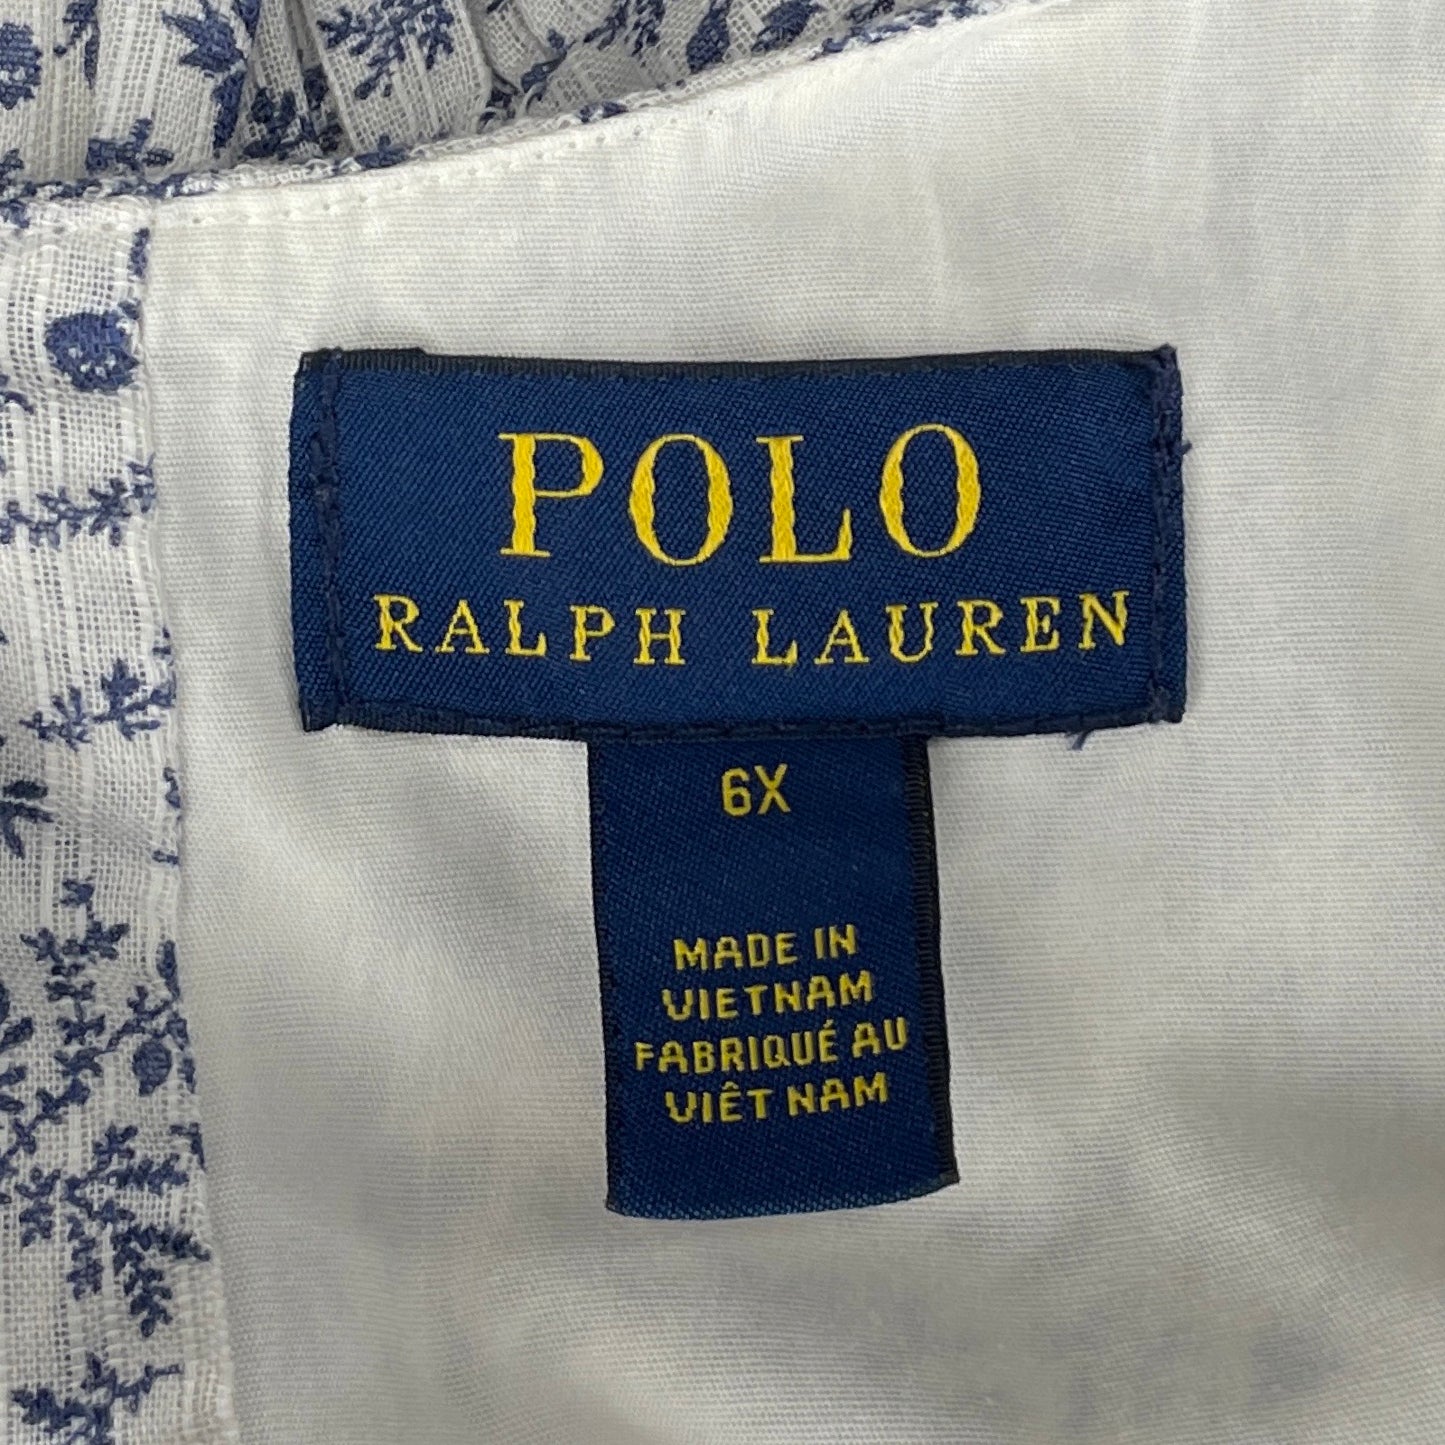 POLO
RALPH LAUREN
6X
MADE IN
VIETNAM
FABRIQUÉ AU
VIÊT NAM